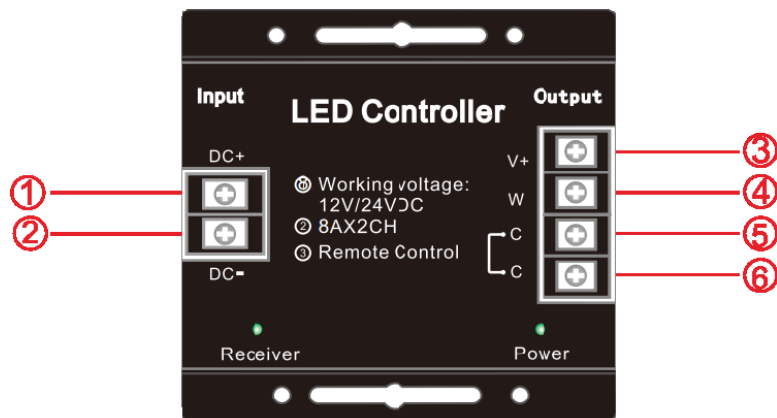 Input
Output
LED Controller
DC+
V+
① Working voltage:
12V/24VDC
W
② 8AX2CH
C
③ Remote Control
C
DC-
Receiver
Power
①
②
③
④
⑤
⑥